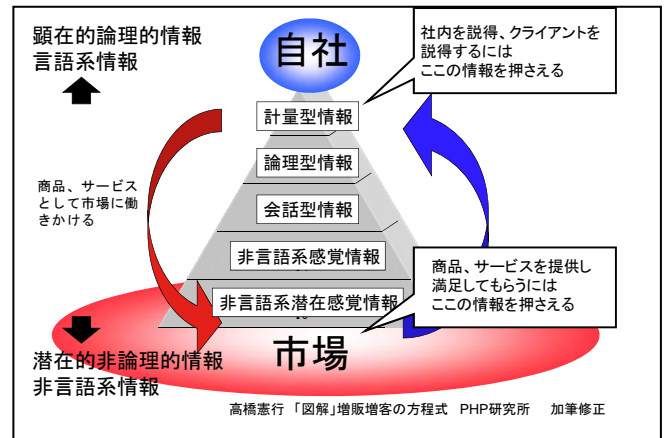 顕在的論理的情報
言語系情報
自社
社内を説得、クライアントを
説得するには
ここの情報を押さえる
計量型情報
論理型情報
会話型情報
非言語系感覚情報
非言語系潜在感覚情報
商品、サービス
として市場に働
きかける
商品、サービスを提供し
満足してもらうには
ここの情報を押さえる
市場
潜在的非論理的情報
非言語系情報
高橋憲行 「図解」増販増客の方程式 PHP研究所 加筆修正